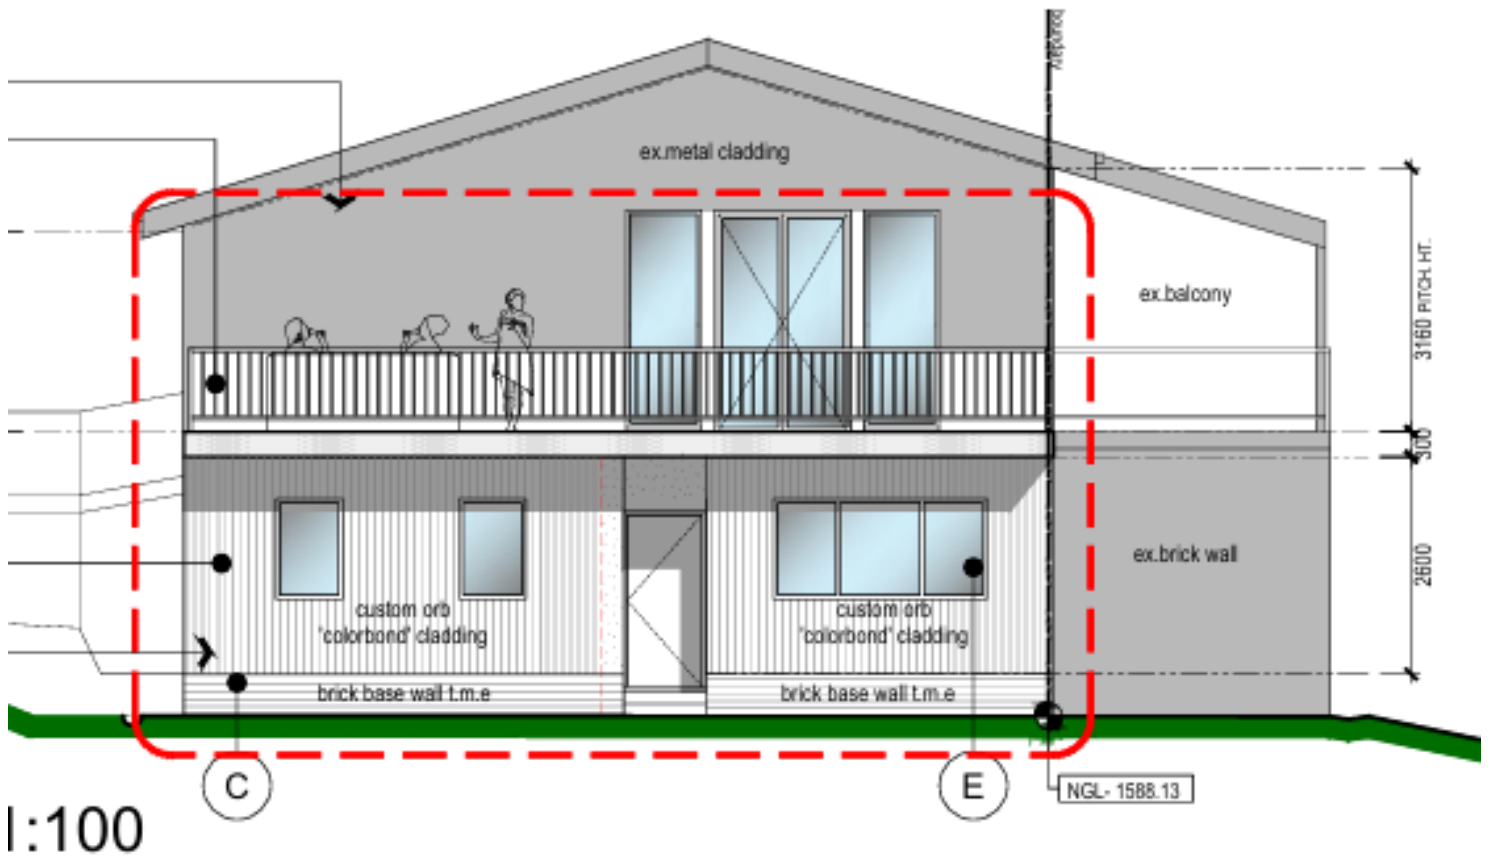 boundary
ex.metal cladding
ex.balcony
3160 PITCH. HT.
300
ex.brick wall
2600
custom orb
'colorbond' cladding
custom orb
'colorbond' cladding
brick base wall t.m.e
brick base wall t.m.e
C
E
NGL- 1588.13
1:100